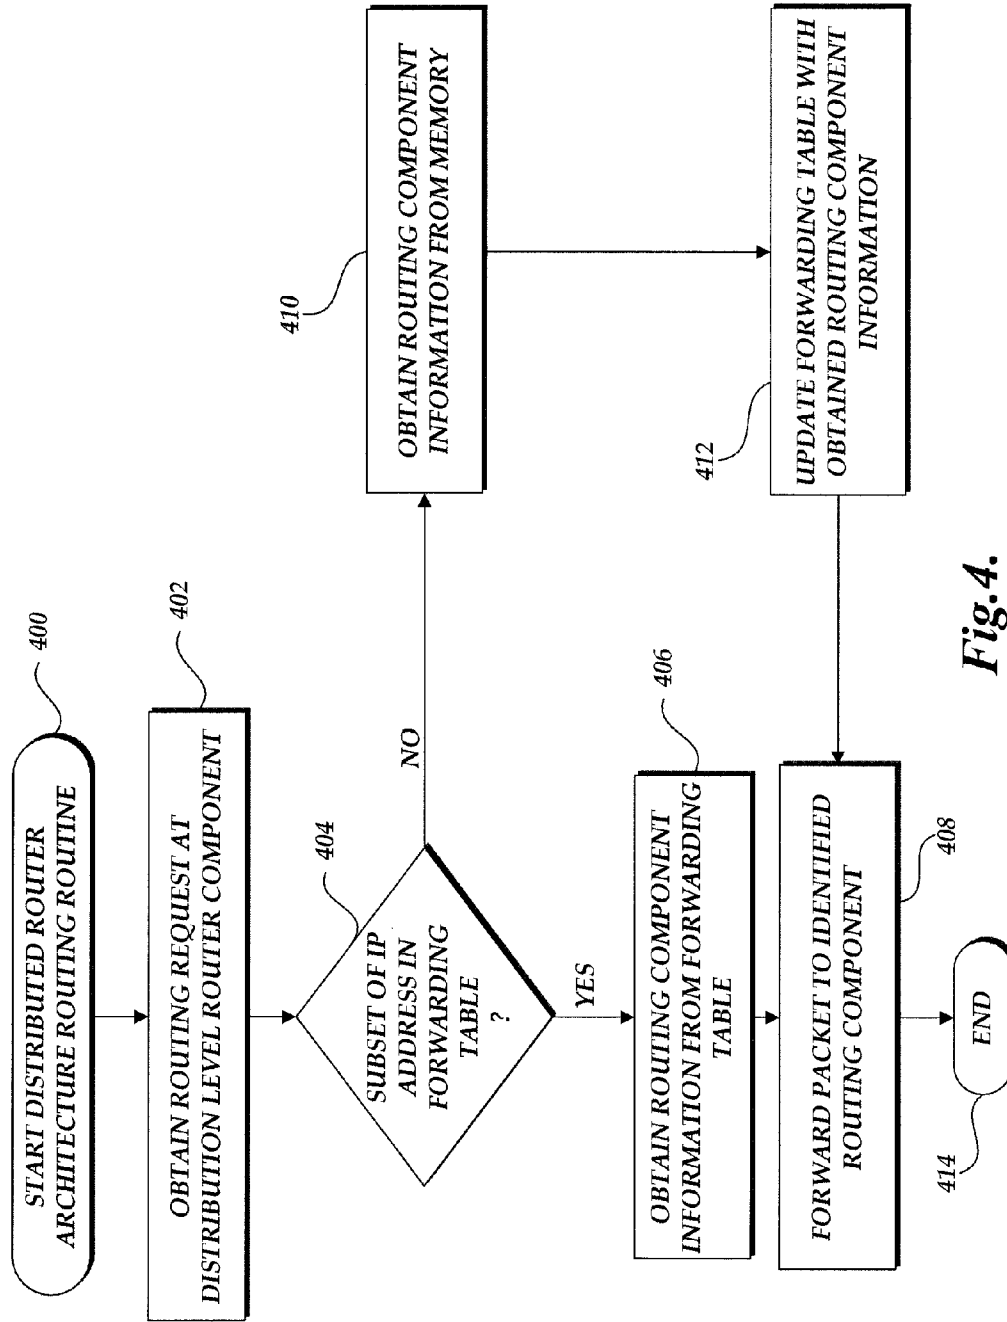 400
START DISTRIBUTED ROUTER
ARCHITECTURE ROUTING ROUTINE
402
OBTAIN ROUTING REQUEST AT
DISTRIBUTION LEVEL ROUTER COMPONENT
404
SUBSET OF IP
ADDRESS IN
FORWARDING
TABLE
?
NO
YES
406
OBTAIN ROUTING COMPONENT
INFORMATION FROM FORWARDING
TABLE
408
FORWARD PACKET TO IDENTIFIED
ROUTING COMPONENT
410
OBTAIN ROUTING COMPONENT
INFORMATION FROM MEMORY
412
UPDATE FORWARDING TABLE WITH
OBTAINED ROUTING COMPONENT
INFORMATION
414
END
Fig.4.